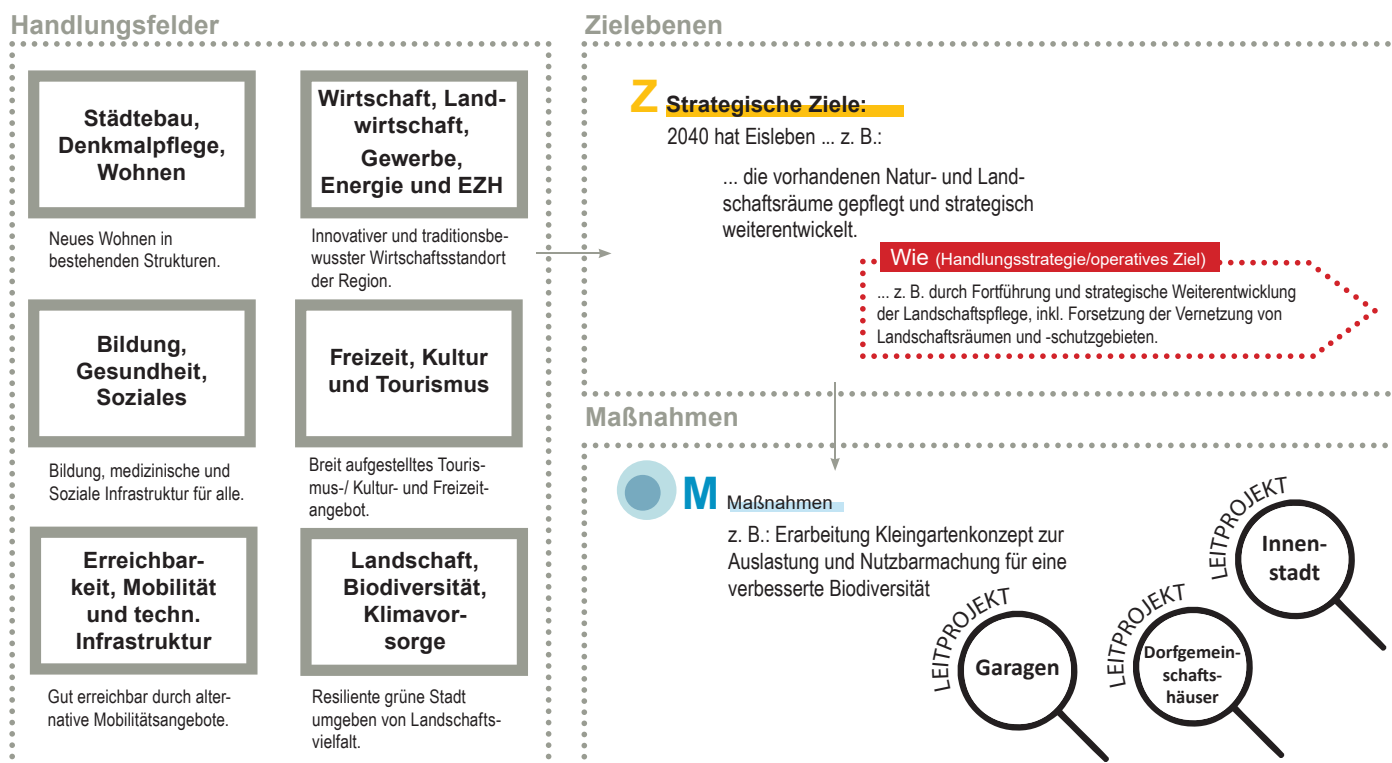 Handlungsfelder
Städtebau,
Denkmalpflege,
Wohnen
Neues Wohnen in
bestehenden Strukturen.
Wirtschaft, Land-
wirtschaft,
Gewerbe,
Energie und EZH
Innovativer und traditionsbe-
wusster Wirtschaftsstandort
der Region.
Bildung,
Gesundheit,
Soziales
Bildung, medizinische und
Soziale Infrastruktur für alle.
Freizeit, Kultur
und Tourismus
Breit aufgestelltes Touris-
mus-/ Kultur- und Freizeit-
angebot.
Erreichbar-
keit, Mobilität
und techn.
Infrastruktur
Gut erreichbar durch alter-
native Mobilitätsangebote.
Landschaft,
Biodiversität,
Klimavor-
sorge
Resiliente grüne Stadt
umgeben von Landschafts-
vielfalt.
Zielebenen
Z Strategische Ziele:
2040 hat Eisleben ... z. B.:
... die vorhandenen Natur- und Land-
schaftsräume gepflegt und strategisch
weiterentwickelt.
Wie (Handlungsstrategie/operatives Ziel)
... z. B. durch Fortführung und strategische Weiterentwicklung
der Landschaftspflege, inkl. Forsetzung der Vernetzung von
Landschaftsräumen und -schutzgebieten.
Maßnahmen
M Maßnahmen
z. B.: Erarbeitung Kleingartenkonzept zur
Auslastung und Nutzbarmachung für eine
verbesserte Biodiversität
LEITPROJEKT
Garagen
LEITPROJEKT
Dorfgemein-
schafts-
häuser
LEITPROJEKT
Innen-
stadt